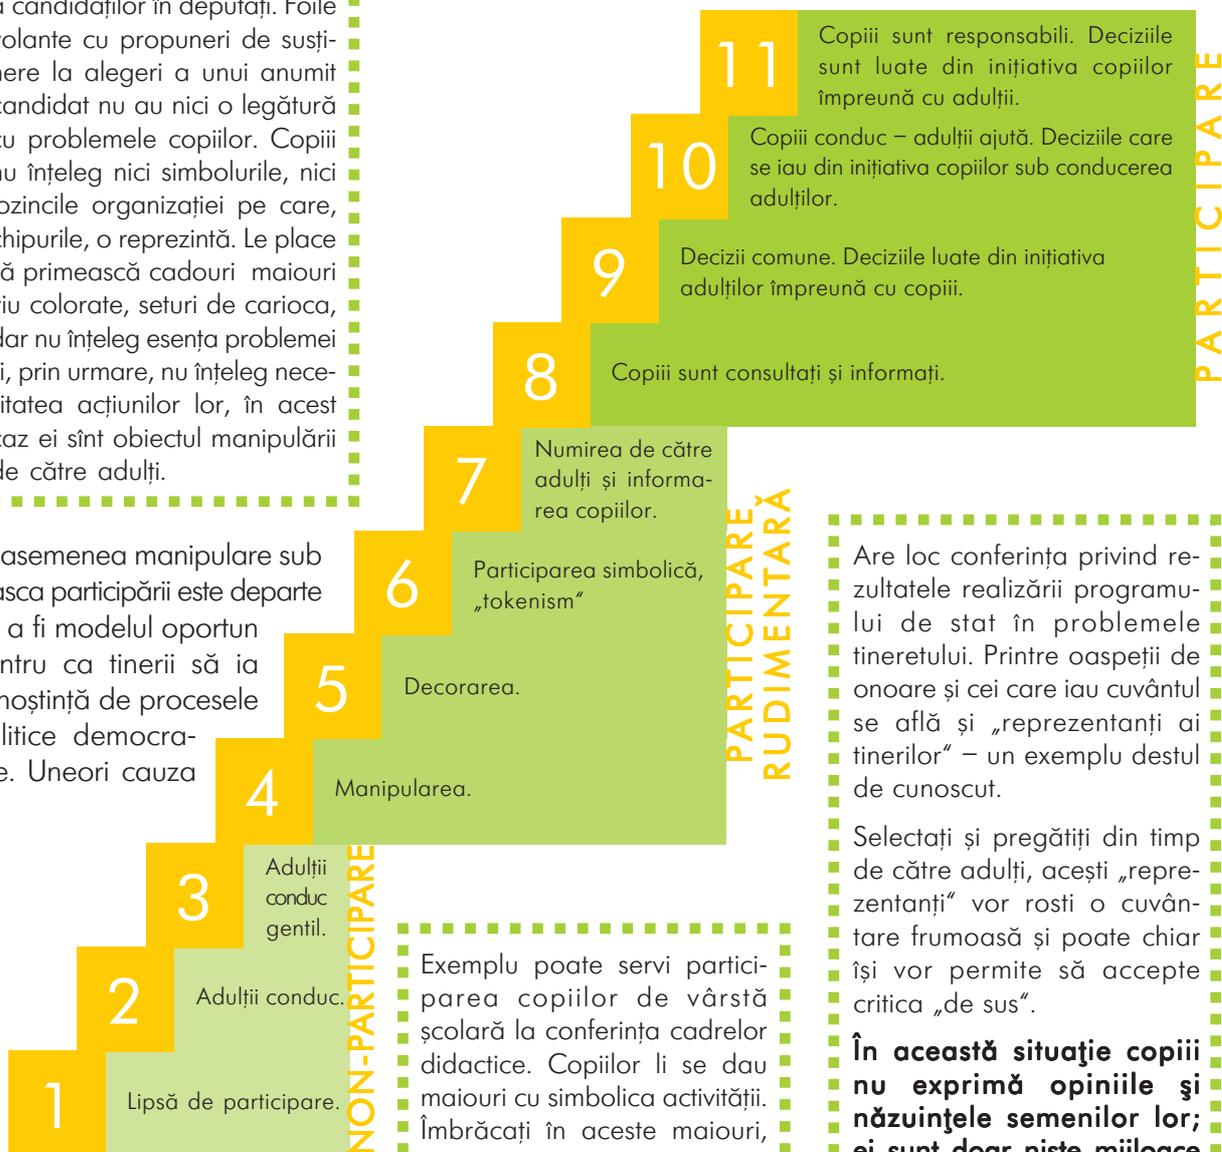 a candidaților în deputați. Foile
volante cu propuneri de susți-
nere la alegeri a unui anumit
candidat nu au nici o legătură
cu problemele copiilor. Copiii
nu înțeleg nici simbolurile, nici
lozincile organizației pe care,
chipurile, o reprezintă. Le place
să primească cadouri maiouri
viu colorate, seturi de carioca,
dar nu înțeleg esența problemei
și, prin urmare, nu înțeleg nece-
sitatea acțiunilor lor, în acest
caz ei sînt obiectul manipulării
de către adulți.
asemenea manipulare sub
asca participării este departe
a fi modelul oportun
ntru ca tinerii să ia
noștință de procesele
litice democra-
e. Uneori cauza
11
Copiii sunt responsabili. Deciziile
sunt luate din inițiativa copiilor
împreună cu adulții.
10
Copiii conduc – adulții ajută. Deciziile care
se iau din inițiativa copiilor sub conducerea
adulților.
9
Decizii comune. Deciziile luate din inițiativa
adulților împreună cu copiii.
8
Copiii sunt consultați și informați.
PARTICIPARE
7
Numirea de către
adulți și informa-
rea copiilor.
6
Participarea simbolică,
„tokenism“
5
Decorarea.
4
Manipularea.
PARTICIPARE
RUDIMENTARĂ
3
Adulții
conduc
gentil.
2
Adulții conduc.
1
Lipsă de participare.
NON-PARTICIPARE
Exemplu poate servi partici-
parea copiilor de vârstă
școlară la conferința cadrelor
didactice. Copiilor li se dau
maiouri cu simbolica activității.
Îmbrăcați în aceste maiouri,
Are loc conferința privind re-
zultatele realizării programu-
lui de stat în problemele
tineretului. Printre oaspeții de
onoare și cei care iau cuvântul
se află și „reprezentanți ai
tinerilor“ – un exemplu destul
de cunoscut.
Selectați și pregătiți din timp
de către adulți, acești „repre-
zentanți“ vor rosti o cuvân-
tare frumoasă și poate chiar
își vor permite să accepte
critica „de sus“.
În această situaţie copiii
nu exprimă opiniile şi
năzuinţele semenilor lor;
ei sunt doar nişte mijloace